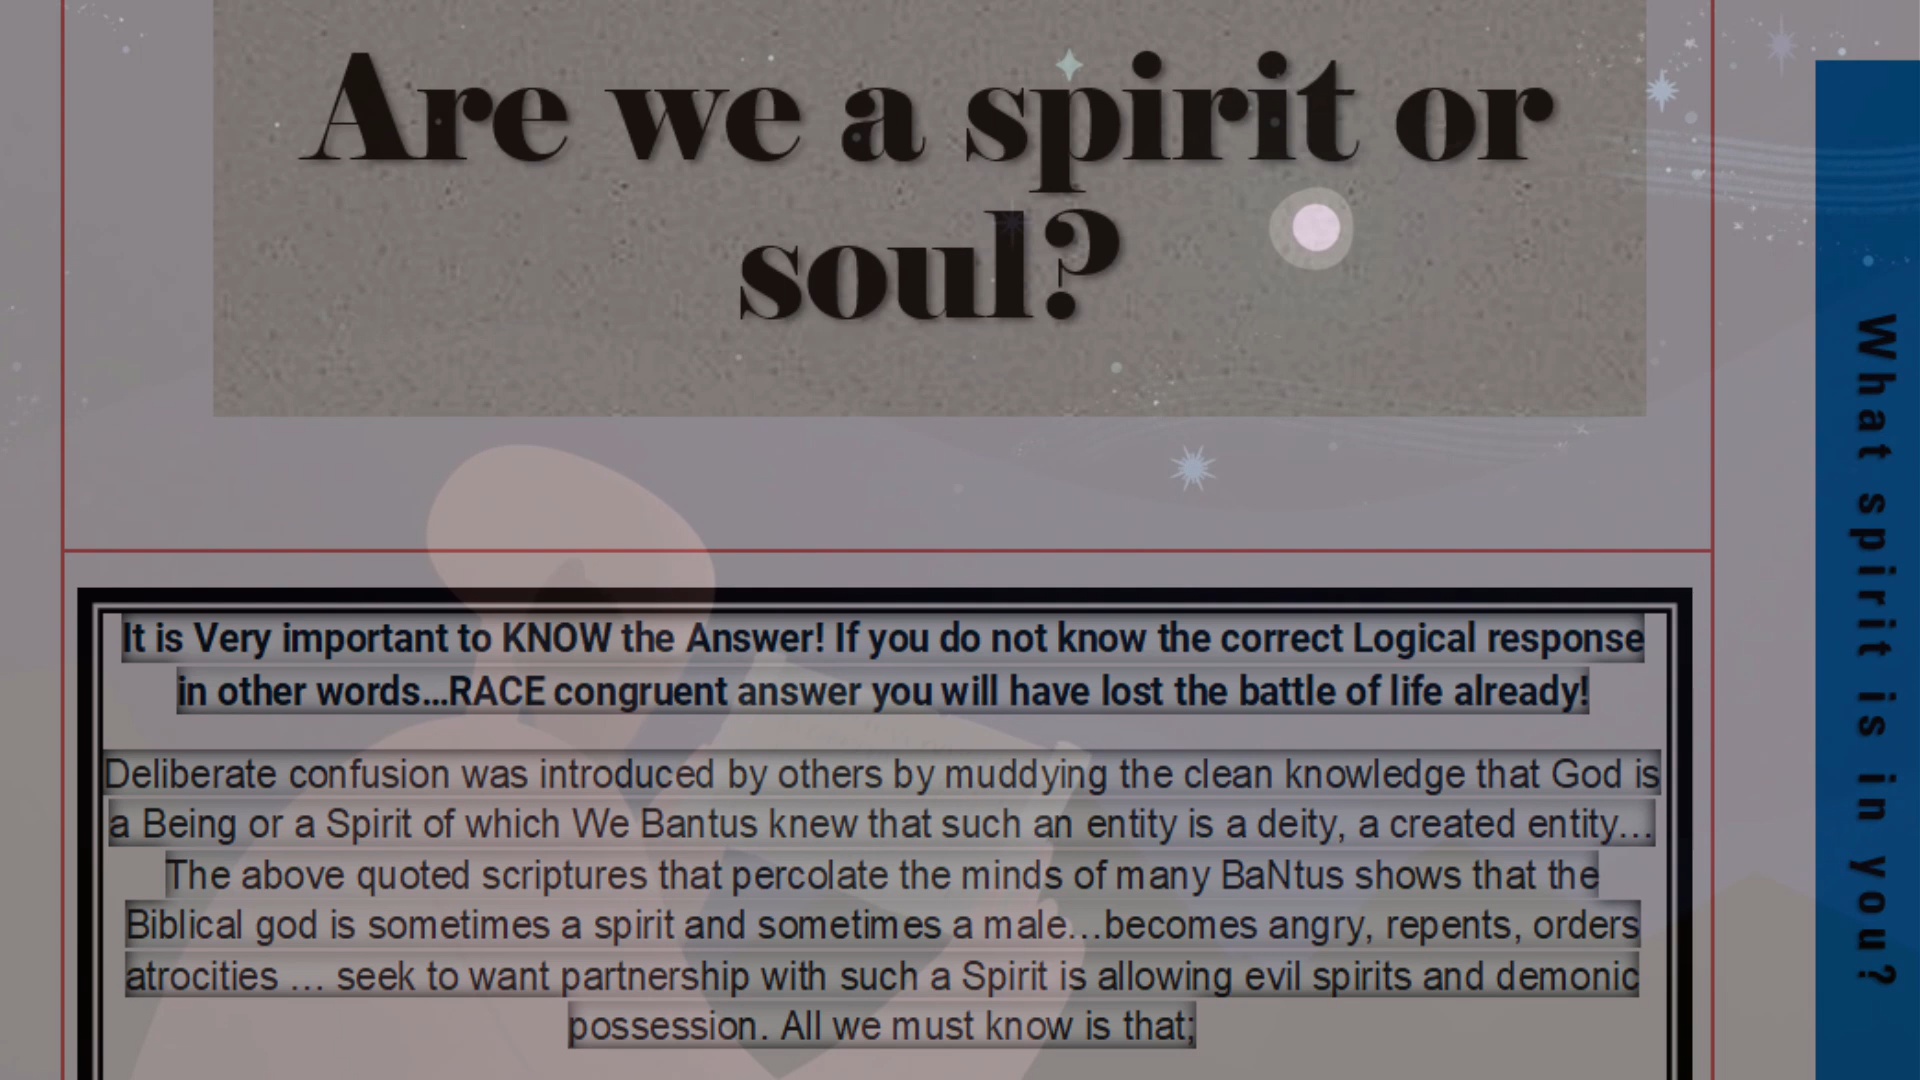 Are we a spirit or
soul?
It is Very important to KNOW the Answer! If you do not know the correct Logical response
in other words...RACE congruent answer you will have lost the battle of life already!
Deliberate confusion was introduced by others by muddying the clean knowledge that God is
a Being or a Spirit of which We Bantus knew that such an entity is a deity, a created entity...
The above quoted scriptures that percolate the minds of many BaNtus shows that the
Biblical god is sometimes a spirit and sometimes a male...becomes angry, repents, orders
atrocities ... seek to want partnership with such a Spirit is allowing evil spirits and demonic
possession. All we must know is that;
What spirit is in you?